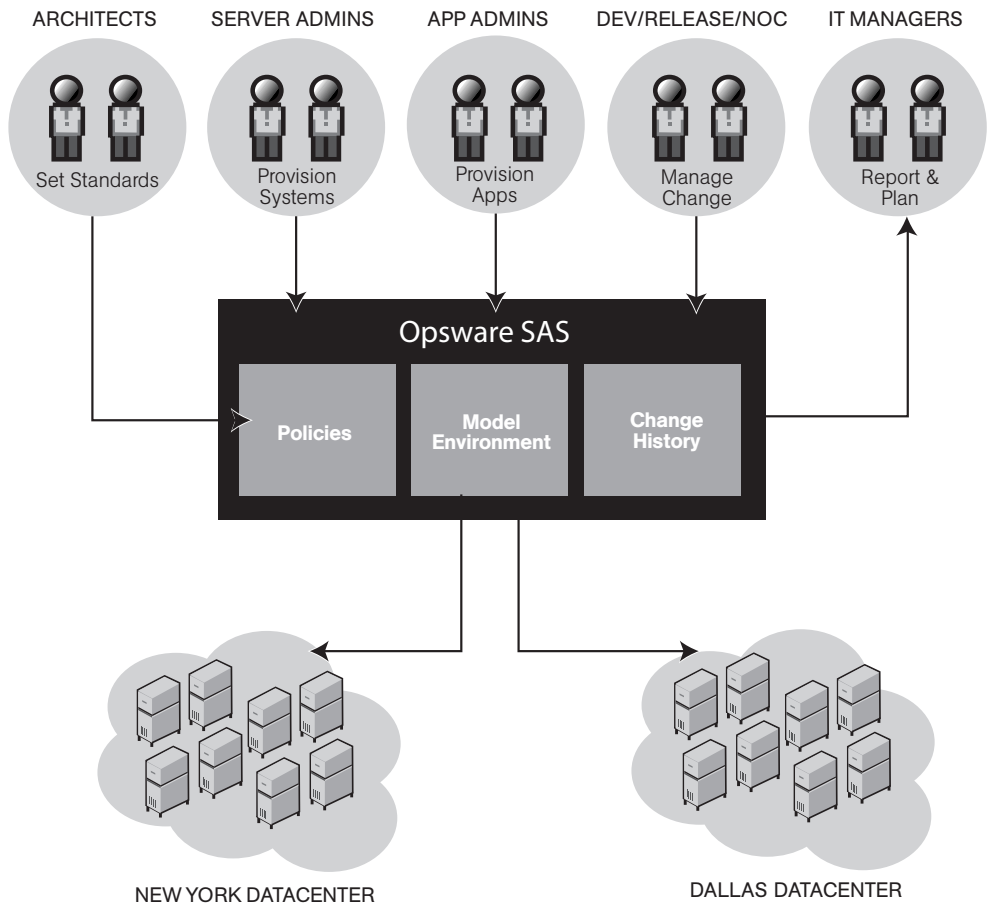 ARCHITECTS
SERVER ADMINS
APP ADMINS
DEV/RELEASE/NOC
IT MANAGERS
Set Standards
Provision
Systems
Provision
Apps
Manage
Change
Report &
Plan
Opsware SAS
Policies
Model
Environment
Change
History
NEW YORK DATACENTER
DALLAS DATACENTER